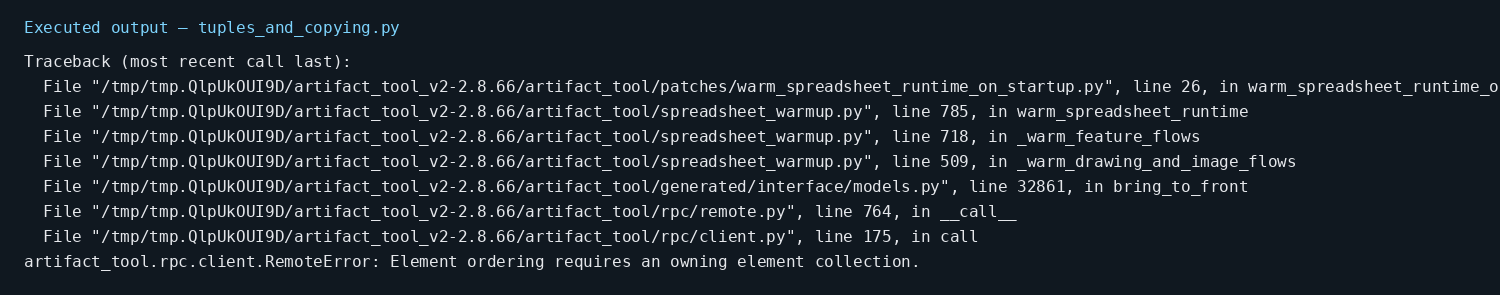 Executed output — tuples_and_copying.py
Traceback (most recent call last):
File "/tmp/tmp.QlpUkOUI9D/artifact_tool_v2-2.8.66/artifact_tool/patches/warm_spreadsheet_runtime_on_startup.py", line 26, in warm_spreadsheet_runtime_o
File "/tmp/tmp.QlpUkOUI9D/artifact_tool_v2-2.8.66/artifact_tool/spreadsheet_warmup.py", line 785, in warm_spreadsheet_runtime
File "/tmp/tmp.QlpUkOUI9D/artifact_tool_v2-2.8.66/artifact_tool/spreadsheet_warmup.py", line 718, in _warm_feature_flows
File "/tmp/tmp.QlpUkOUI9D/artifact_tool_v2-2.8.66/artifact_tool/spreadsheet_warmup.py", line 509, in _warm_drawing_and_image_flows
File "/tmp/tmp.QlpUkOUI9D/artifact_tool_v2-2.8.66/artifact_tool/generated/interface/models.py", line 32861, in bring_to_front
File "/tmp/tmp.QlpUkOUI9D/artifact_tool_v2-2.8.66/artifact_tool/rpc/remote.py", line 764, in __call__
File "/tmp/tmp.QlpUkOUI9D/artifact_tool_v2-2.8.66/artifact_tool/rpc/client.py", line 175, in call
artifact_tool.rpc.client.RemoteError: Element ordering requires an owning element collection.